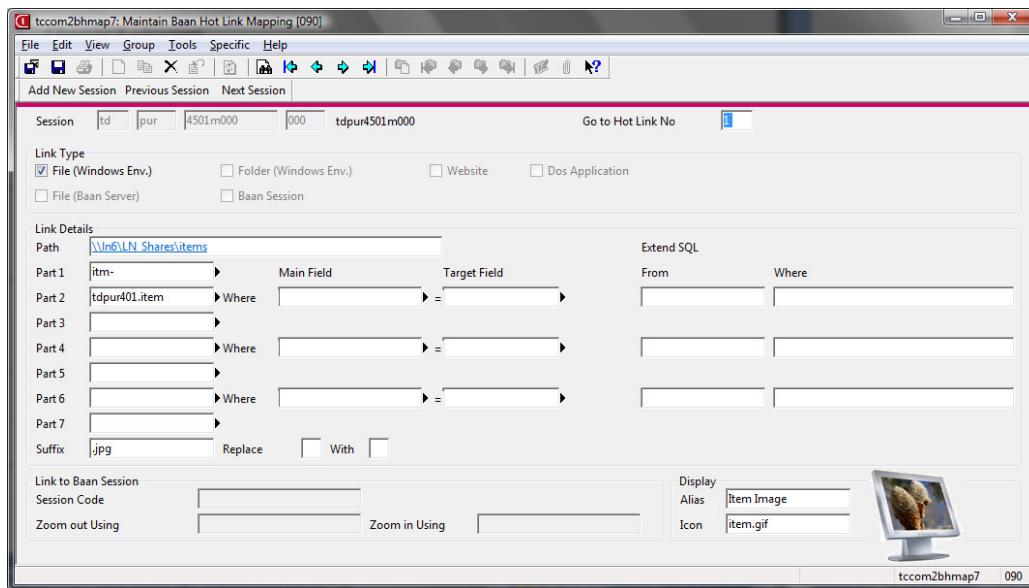 tccom2bhmap7: Maintain Baan Hot Link Mapping [090]
File Edit View Group Tools Specific Help
Add New Session Previous Session Next Session
Session td pur 4501m000 000 tdpur4501m000 Go to Hot Link No 1
Link Type
File (Windows Env.) Folder (Windows Env.) Website Dos Application
File (Baan Server) Baan Session
Link Details
Path \\ln6\LN_Shares\items Extend SQL
Part 1 itm- Main Field Target Field From Where
Part 2 tdpur401.item Where =
Part 3
Part 4 Where =
Part 5
Part 6 Where =
Part 7
Suffix .jpg Replace With
Link to Baan Session Display
Session Code Alias Item Image
Zoom out Using Zoom in Using Icon item.gif
tccom2bhmap7 090